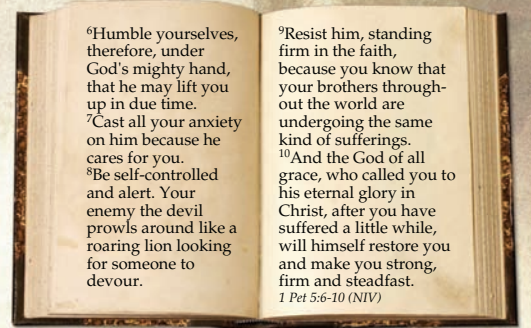 ⁶Humble yourselves,
therefore, under
God's mighty hand,
that he may lift you
up in due time.
⁷Cast all your anxiety
on him because he
cares for you.
⁸Be self-controlled
and alert. Your
enemy the devil
prowls around like a
roaring lion looking
for someone to
devour.
⁹Resist him, standing
firm in the faith,
because you know that
your brothers through-
out the world are
undergoing the same
kind of sufferings.
¹⁰And the God of all
grace, who called you to
his eternal glory in
Christ, after you have
suffered a little while,
will himself restore you
and make you strong,
firm and steadfast.
1 Pet 5:6-10 (NIV)